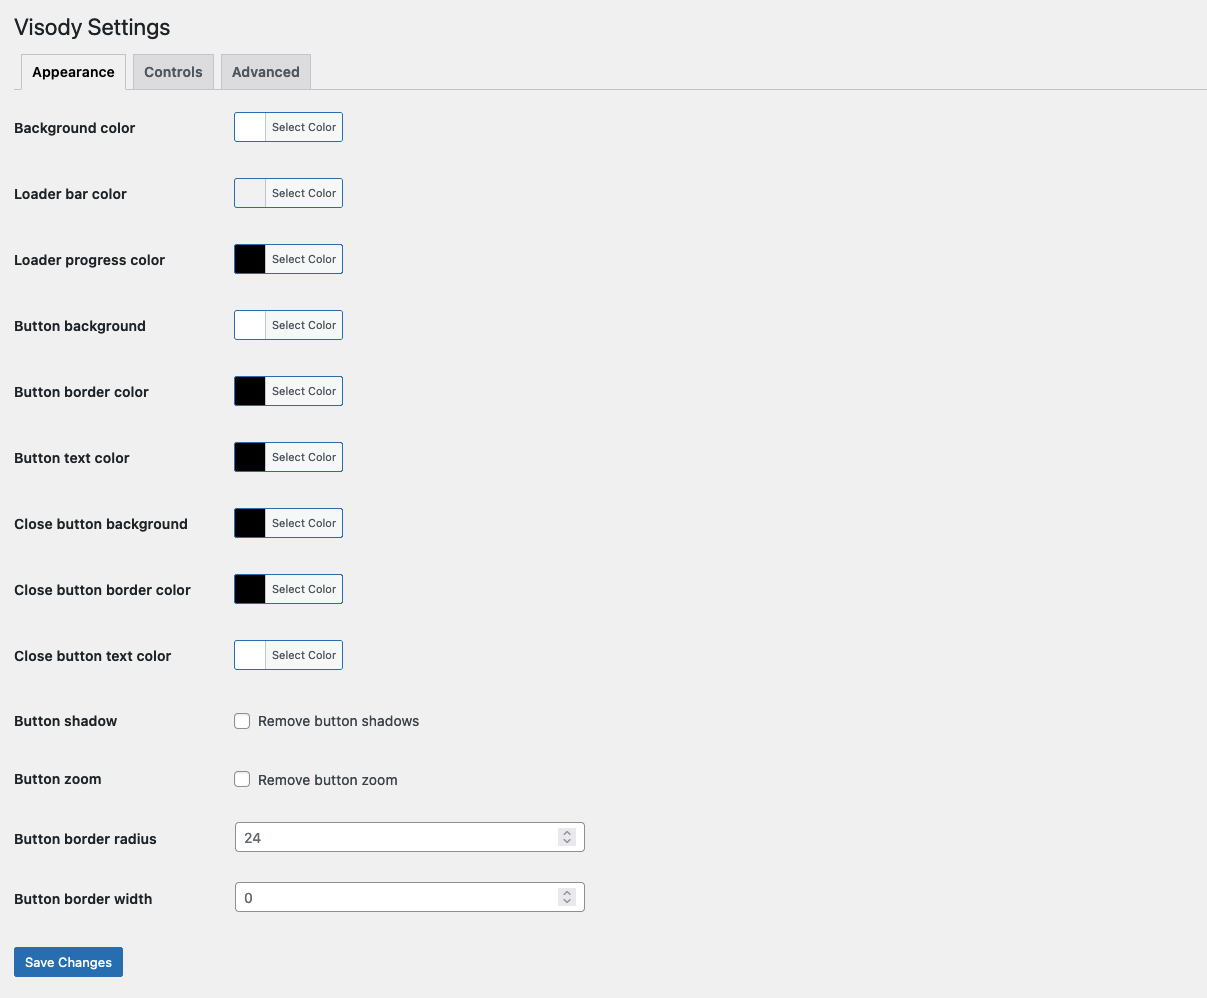 Visody Settings
Appearance Controls Advanced
Background color Select Color
Loader bar color Select Color
Loader progress color Select Color
Button background Select Color
Button border color Select Color
Button text color Select Color
Close button background Select Color
Close button border color Select Color
Close button text color Select Color
Button shadow Remove button shadows
Button zoom Remove button zoom
Button border radius 24
Button border width 0
Save Changes